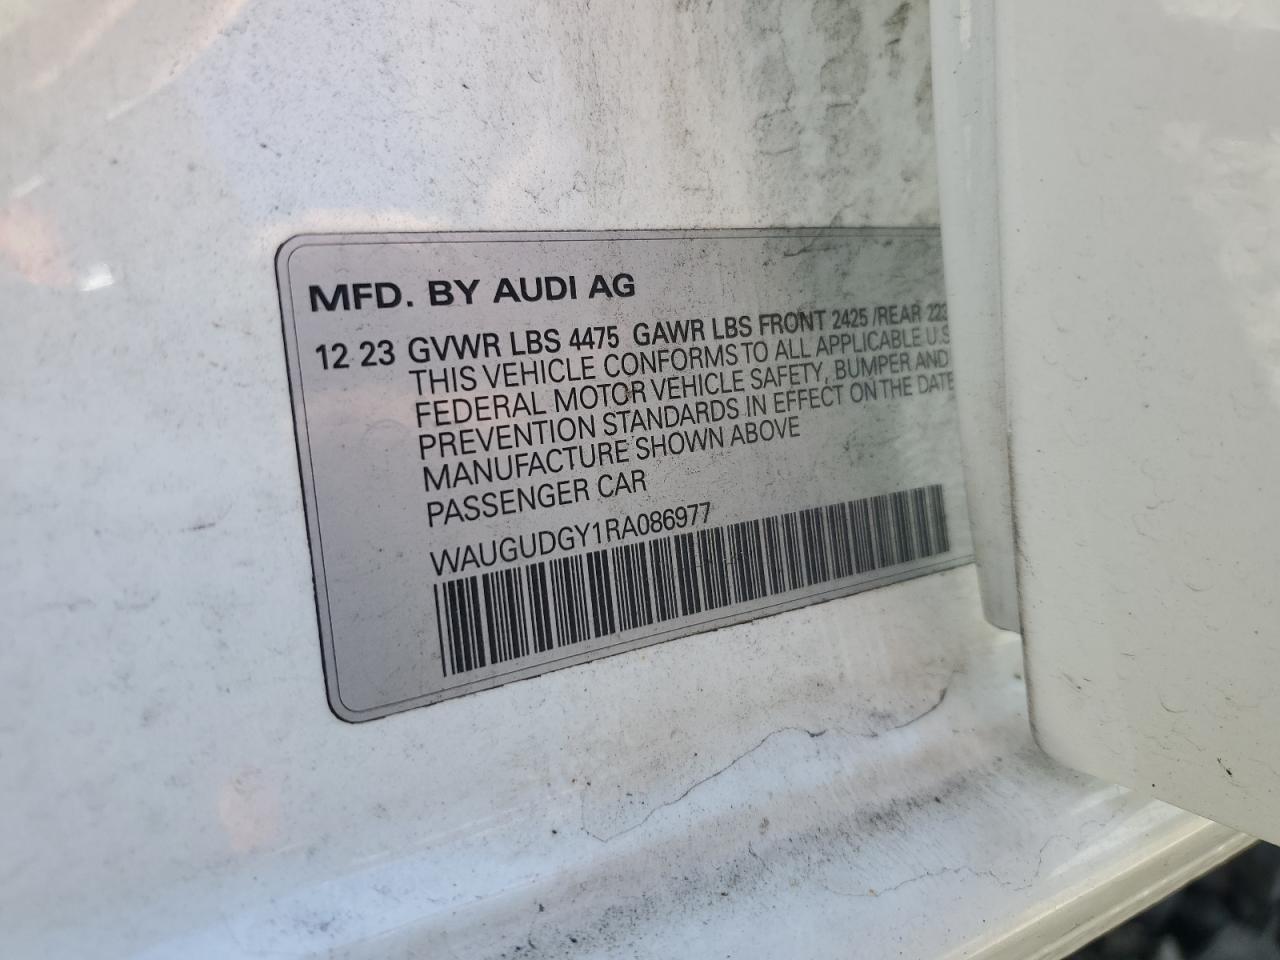 MFD. BY AUDI AG
12 23 GVWR LBS 4475 GAWR LBS FRONT 2425 /REAR
THIS VEHICLE CONFORMS TO ALL APPLICABLE U.S
FEDERAL MOTOR VEHICLE SAFETY, BUMPER AND
PREVENTION STANDARDS IN EFFECT ON THE DATE
MANUFACTURE SHOWN ABOVE
PASSENGER CAR
WAUGUDGY1RA086977